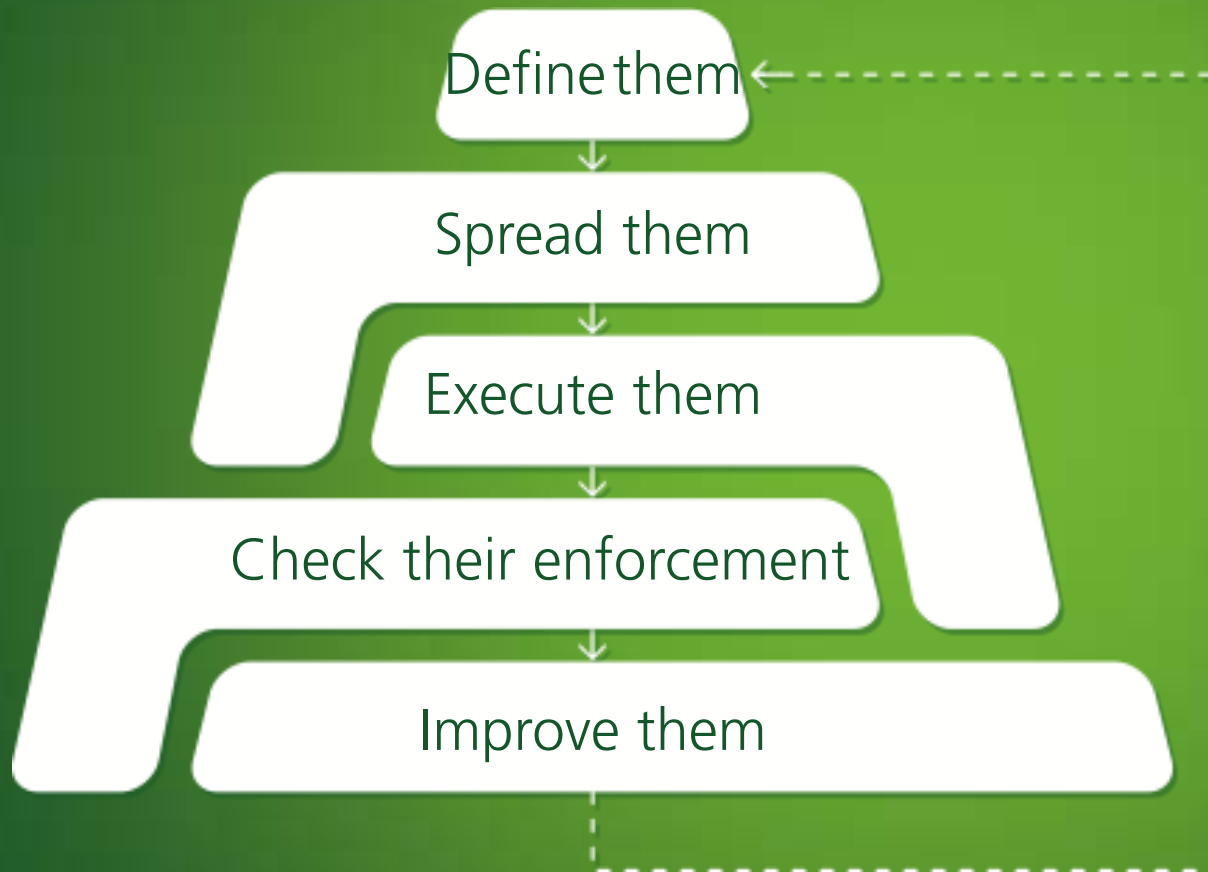 Define them
Spread them
Execute them
Check their enforcement
Improve them